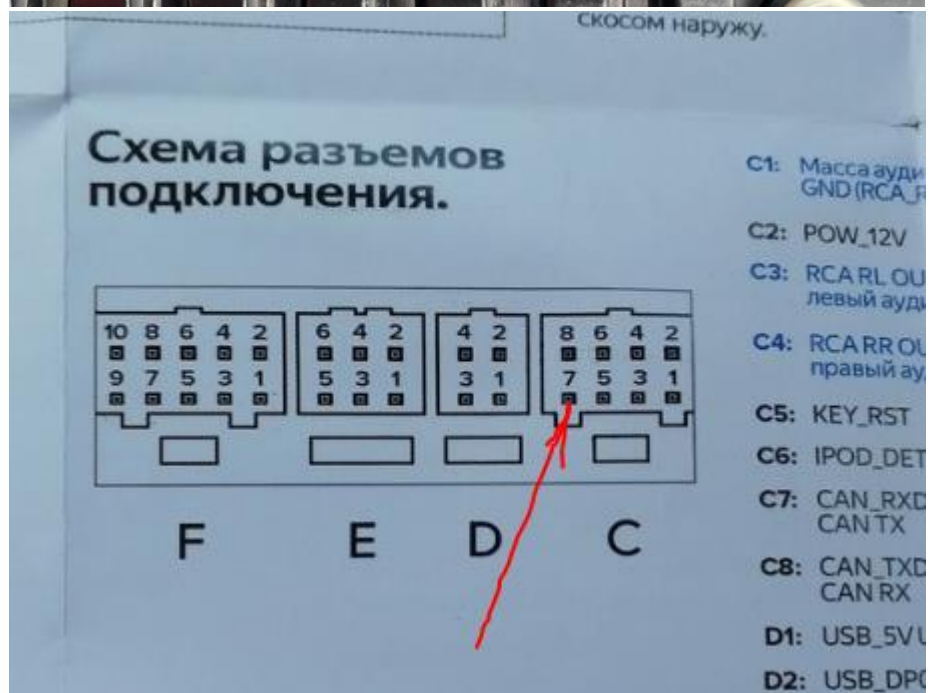 скосом наружу.
Схема разъемов
подключения.
C1: Масса ауди
GND (RCA_
C2: POW_12V
C3: RCA RL OU
левый ауди
C4: RCA RR OU
правый ау
C5: KEY_RST
C6: IPOD_DET
C7: CAN_RXD
CAN TX
C8: CAN_TXD
CAN RX
D1: USB_5V
D2: USB_DP
10 8 6 4 2 6 4 2 4 2 8 6 4 2
9 7 5 3 1 5 3 1 3 1 7 5 3 1
F E D C